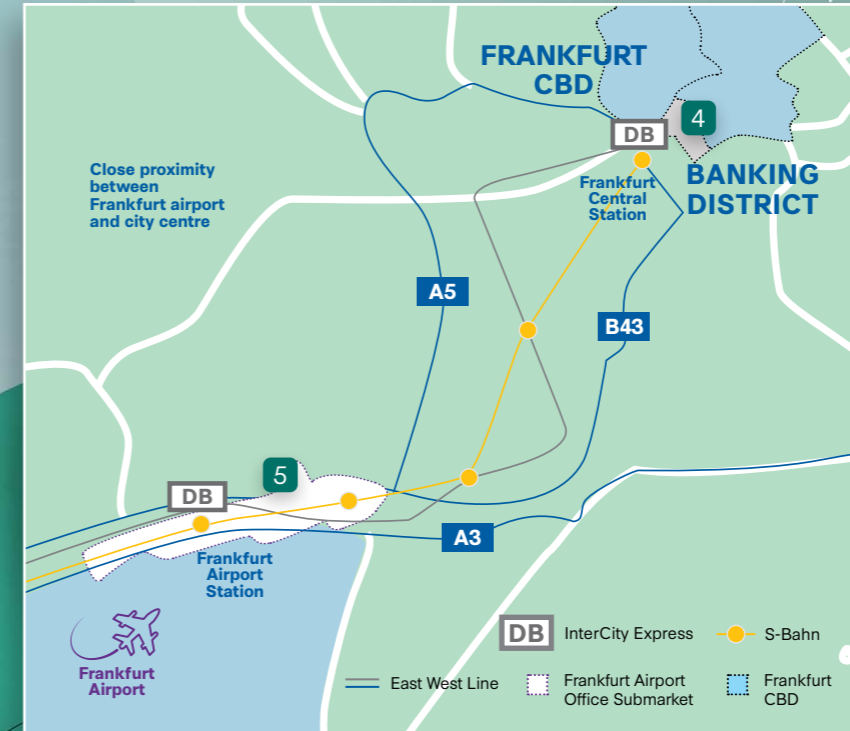 FRANKFURT
CBD
DB
4
Close proximity
between
Frankfurt airport
and city centre
Frankfurt
Central
Station
BANKING
DISTRICT
A5
B43
5
DB
A3
Frankfurt
Airport
Station
Frankfurt
Airport
DB InterCity Express
S-Bahn
East West Line
Frankfurt Airport
Office Submarket
Frankfurt
CBD